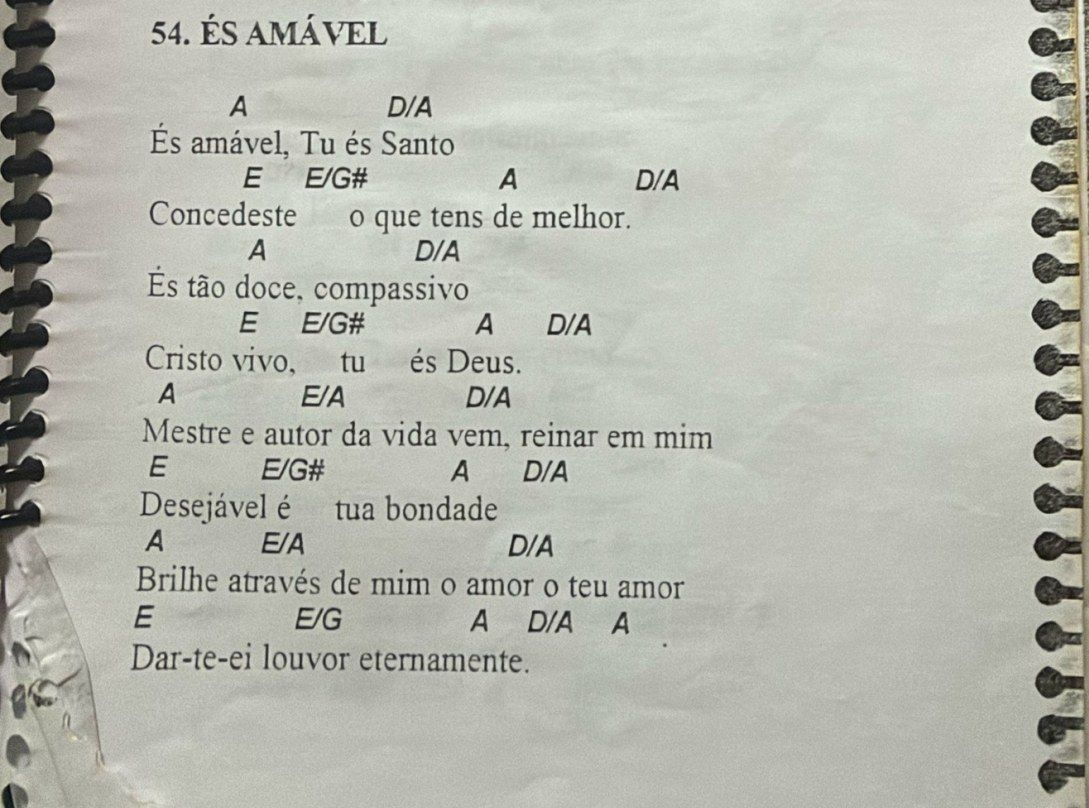 54. ÉS AMÁVEL
A D/A
És amável, Tu és Santo
E E/G# A D/A
Concedeste o que tens de melhor.
A D/A
És tão doce, compassivo
E E/G# A D/A
Cristo vivo, tu és Deus.
A E/A D/A
Mestre e autor da vida vem, reinar em mim
E E/G# A D/A
Desejável é tua bondade
A E/A D/A
Brilhe através de mim o amor o teu amor
E E/G A D/A A
Dar-te-ei louvor eternamente.